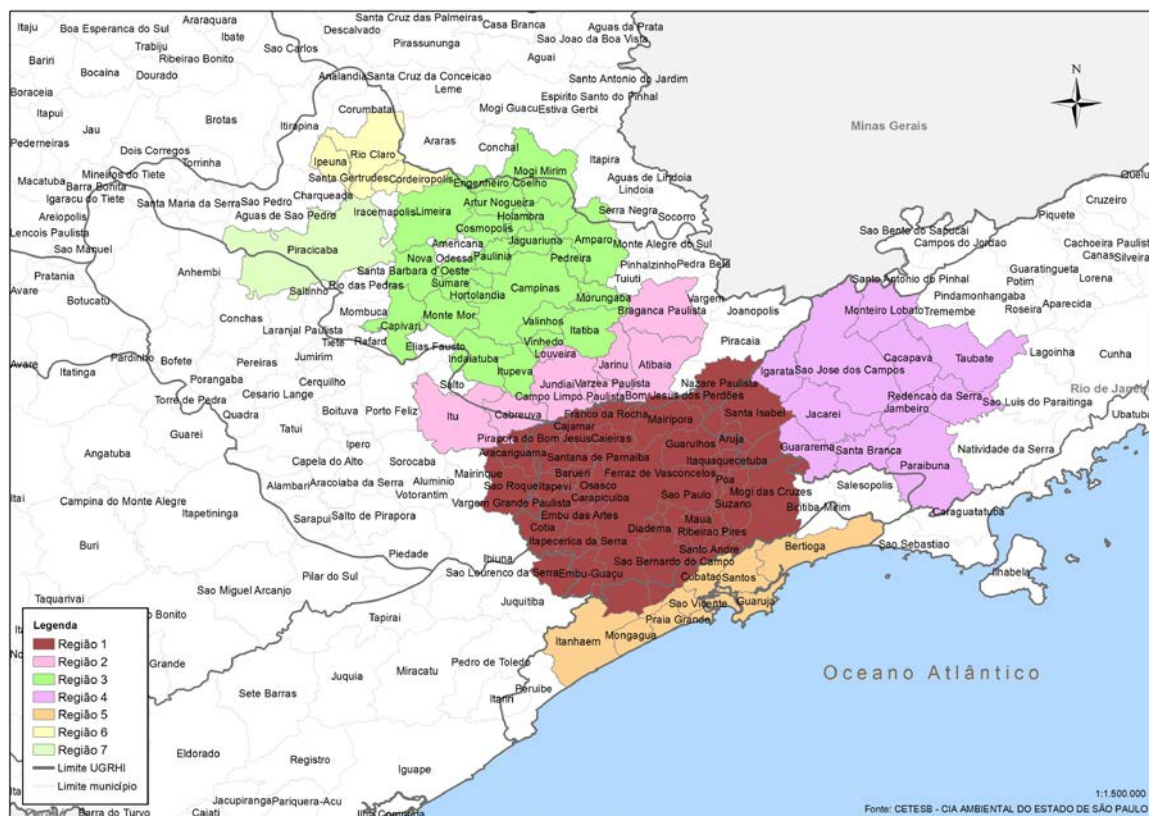 Araraquara
Santa Cruz das Palmeiras
Itaju
Boa Esperanca do Sul
Ibate
Descalvado
Casa Branca
Aguas da Prata
Trabiju
Sao Carlos
Pirassununga
Sao Joao da Boa Vista
Bariri
Ribeirao Bonito
Aguai
Bocaina
Dourado
Analandia
Santa Cruz da Conceicao
Santo Antonio do Jardim
Boraceia
Leme
Espirito Santo do Pinhal
Itapui
Corumbatai
Mogi Guacu
Estiva Gerbi
Brotas
Itirapina
Jau
Araras
Conchal
Minas Gerais
N
Pederneiras
Dois Corregos
Ipeuna
Rio Claro
Itapira
Torrinha
Mogi Mirim
Macatuba
Mineiros do Tiete
Santa Gertrudes
Cordeiropolis
Engenheiro Coelho
Aguas de Lindoia
Barra Bonita
Charqueada
Lindoia
Igaracu do Tiete
Santa Maria da Serra
Sao Pedro
Artur Nogueira
Areiopolis
Aguas de Sao Pedro
Iracemapolis
Limeira
Holambra
Serra Negra
Socorro
Lencois Paulista
Cosmopolis
Sao Manuel
Piracicaba
Americana
Jaguariuna
Amparo
Monte Alegre do Sul
Nova Odessa
Paulinia
Pedreira
Pinhalzinho
Pedra Bela
Pratania
Anhembi
Santa Barbara d'Oeste
Tuiuti
Avare
Saltinho
Rio das Pedras
Sumare
Campinas
Botucatu
Hortolandia
Morungaba
Vargem
Mombuca
Braganca Paulista
Conchas
Monte Mor
Joanopolis
Laranjal Paulista
Capivari
Valinhos
Itatiba
Tiete
Rafard
Elias Fausto
Vinhedo
Piracaia
Avare
Pardinho
Bofete
Jumirim
Indaiatuba
Louveira
Jarinu
Atibaia
Itatinga
Pereiras
Itupeva
Porangaba
Cerquilho
Salto
Jundiai
Varzea Paulista
Nazare Paulista
Cesario Lange
Campo Limpo Paulista
Bom Jesus dos Perdões
Torre de Pedra
Boituva
Porto Feliz
Itu
Cabreuva
Franco da Rocha
Santa Isabel
Quadra
Cajamar
Mairipora
Guarei
Tatui
Pirapora do Bom Jesus
Caieiras
Guarulhos
Aruja
Ipero
Angatuba
Aracariguama
Santana de Parnaiba
Itaquaquecetuba
Capela do Alto
Sorocaba
Mairinque
Barueri
Ferraz de Vasconcelos
Itai
Alambari
Aracoiaba da Serra
Aluminio
Sao Roque
Itapevi
Osasco
Poa
Campina do Monte Alegre
Votorantim
Carapicuiba
Sao Paulo
Mogi das Cruzes
Itapetininga
Vargem Grande Paulista
Suzano
Biritiba-Mirim
Salesopolis
Sarapui
Salto de Pirapora
Embu das Artes
Maua
Cotia
Diadema
Ribeirao Pires
Buri
Piedade
Itapecerica da Serra
Santo Andre
Bertioga
Ibiuna
Sao Bernardo do Campo
Pilar do Sul
Sao Lourenco da Serra
Embu-Guaçu
Cubatao
Santos
Sao Miguel Arcanjo
Juquitiba
Sao Vicente
Guaruja
Taquarivai
Tapirai
Praia Grande
Itanhaem
Mongagua
Pedro de Toledo
Miracatu
Juquia
Sete Barras
Peruibe
Itariri
Eldorado
Registro
Iguape
Jacupiranga
Pariquera-Acu
Cajati
Barra do Turvo
Quelu
Cruzeiro
Piquete
Sao Bento do Sapucai
Campos do Jordao
Cachoeira Paulista
Canas
Silveira
Santo Antonio do Pinhal
Guaratingueta
Lorena
Potim
Pindamonhangaba
Monteiro Lobato
Tremembe
Roseira
Aparecida
Cacapava
Taubate
Lagoinha
Cunha
Igarata
Sao Jose dos Campos
Redencao da Serra
Jambeiro
Sao Luis do Paraitinga
Rio de Jane
Jacarei
Ubatub
Guararema
Santa Branca
Natividade da Serra
Paraibuna
Caraguatatuba
Sao Sebastiao
Ilhabela
Oceano Atlântico
Legenda
Região 1
Região 2
Região 3
Região 4
Região 5
Região 6
Região 7
Limite UGRHI
Limite município
1:1.500.000
Fonte: CETESB - CIA AMBIENTAL DO ESTADO DE SÃO PAULO